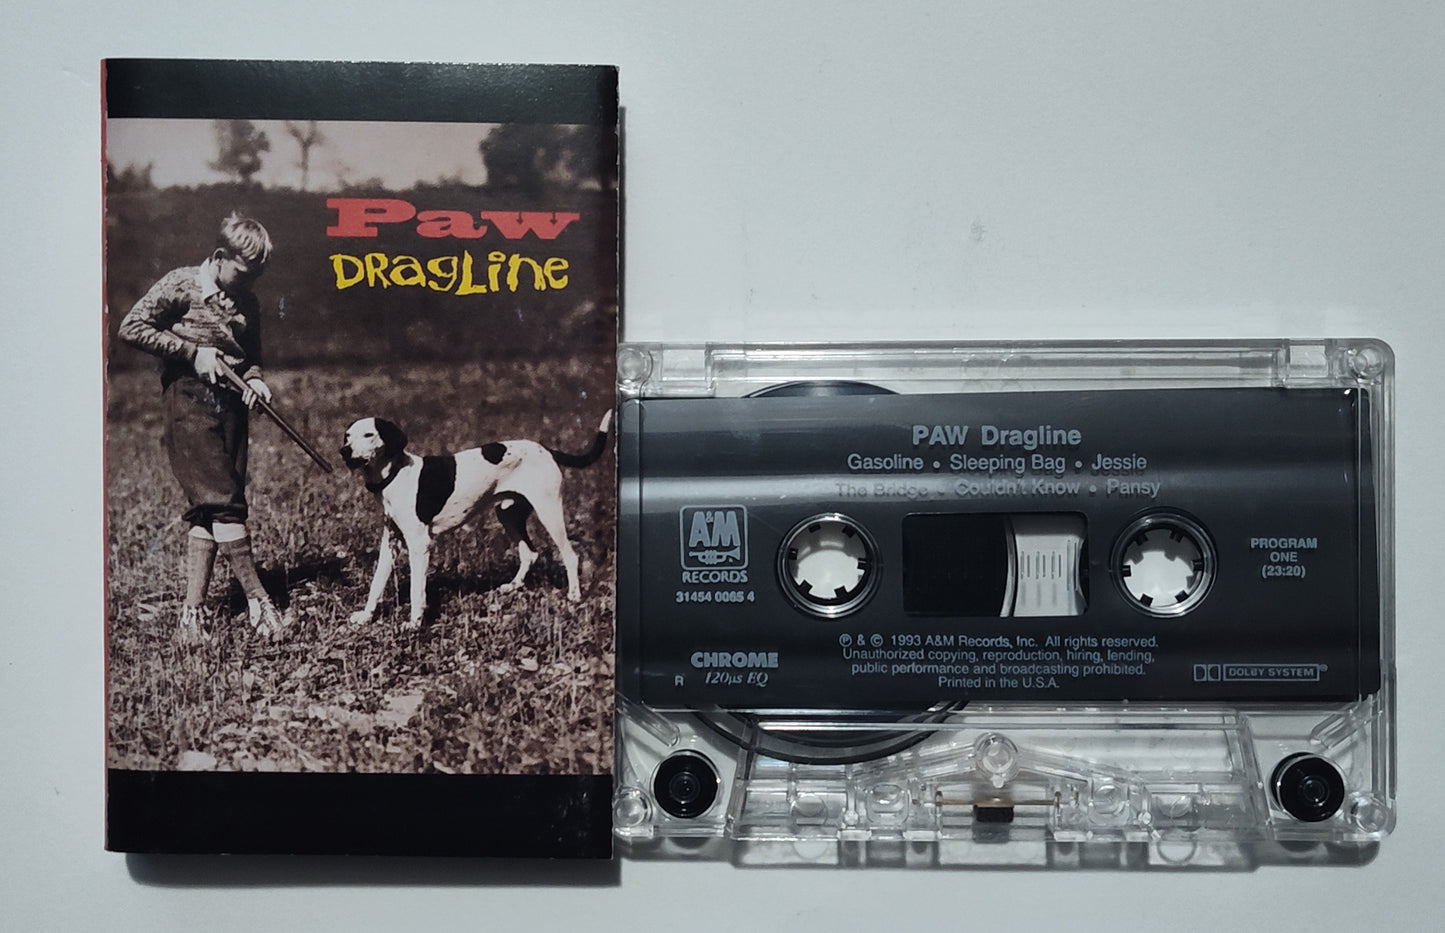 Paw
DRagLine
PAW Dragline
Gasoline • Sleeping Bag • Jessie
The Bridge • Couldn't Know • Pansy
A&M
RECORDS
31454 0065 4
PROGRAM
ONE
(23:20)
℗ & © 1993 A&M Records, Inc. All rights reserved.
Unauthorized copying, reproduction, hiring, lending,
public performance and broadcasting prohibited.
Printed in the U.S.A.
CHROME
120µs EQ
R
DOLBY SYSTEM®